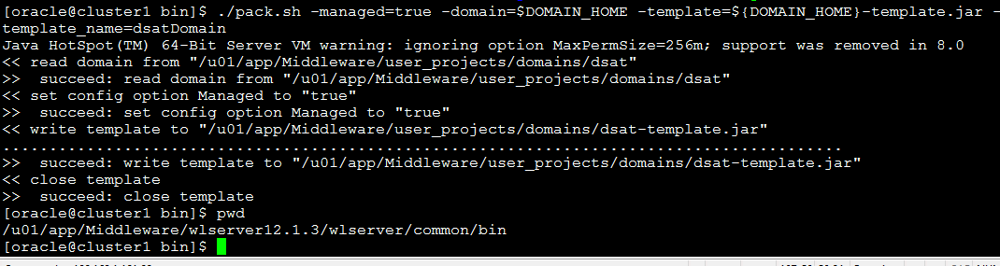 [oracle@cluster1 bin]$ ./pack.sh -managed=true -domain=$DOMAIN_HOME -template=${DOMAIN_HOME}-template.jar -
template_name=dsatDomain
Java HotSpot(TM) 64-Bit Server VM warning: ignoring option MaxPermSize=256m; support was removed in 8.0
<< read domain from "/u01/app/Middleware/user_projects/domains/dsat"
>>  succeed: read domain from "/u01/app/Middleware/user_projects/domains/dsat"
<< set config option Managed to "true"
>>  succeed: set config option Managed to "true"
<< write template to "/u01/app/Middleware/user_projects/domains/dsat-template.jar"
..........................................................................................
>>  succeed: write template to "/u01/app/Middleware/user_projects/domains/dsat-template.jar"
<< close template
>>  succeed: close template
[oracle@cluster1 bin]$ pwd
/u01/app/Middleware/wlserver12.1.3/wlserver/common/bin
[oracle@cluster1 bin]$